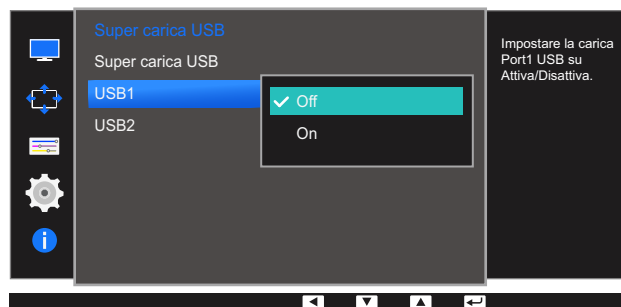 Super carica USB
Super carica USB
USB1
USB2
Off
On
Impostare la carica
Port1 USB su
Attiva/Disattiva.